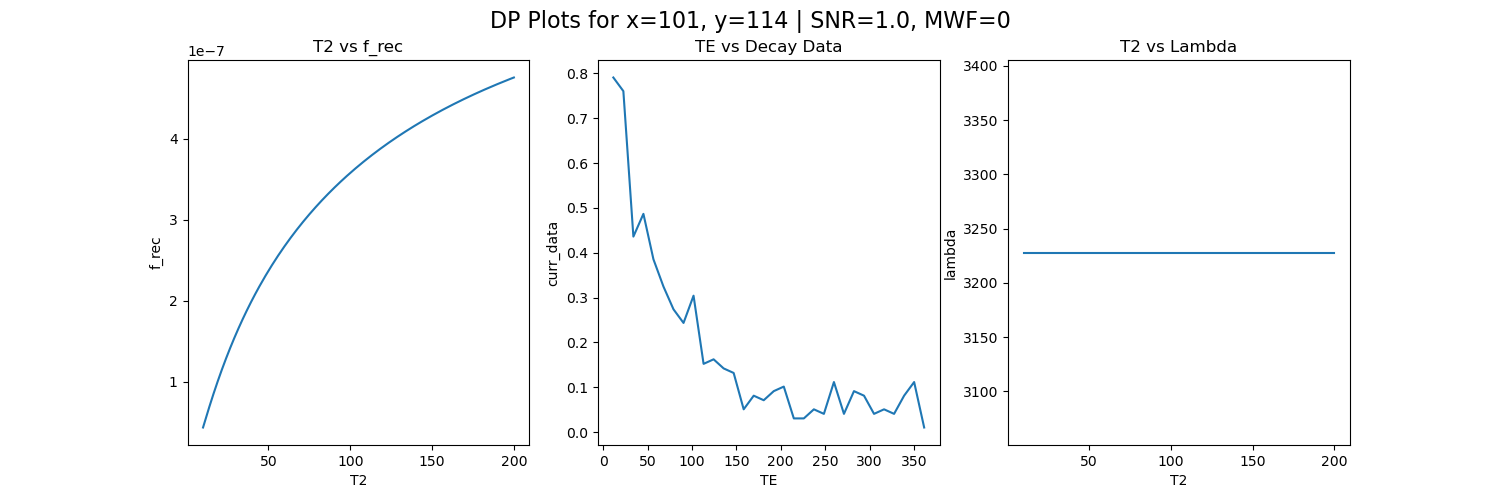 DP Plots for x=101, y=114 | SNR=1.0, MWF=0
T2 vs f_rec
1e−7
4
3
2
1
f_rec
50 100 150 200
T2
TE vs Decay Data
0.8
0.7
0.6
0.5
0.4
0.3
0.2
0.1
0.0
curr_data
0 50 100 150 200 250 300 350
TE
T2 vs Lambda
3400
3350
3300
3250
3200
3150
3100
lambda
50 100 150 200
T2